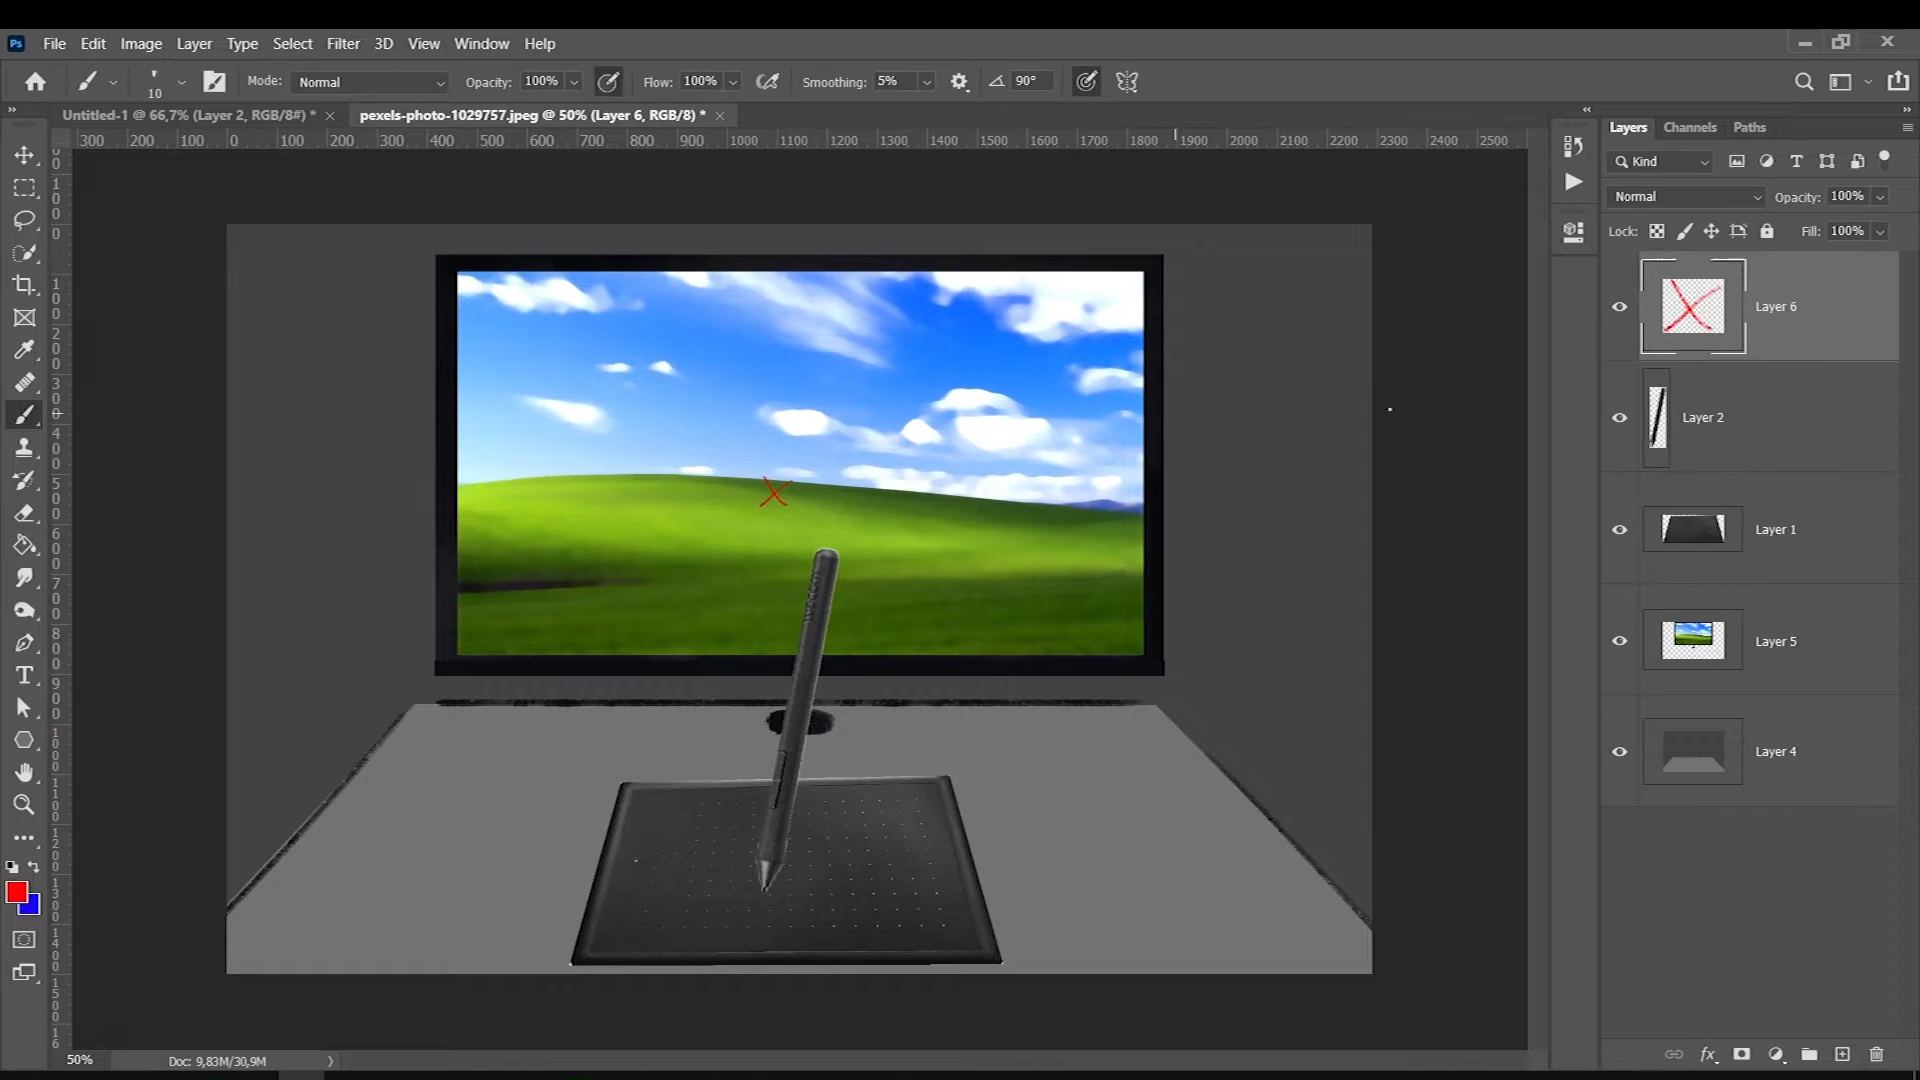 Ps File Edit Image Layer Type Select Filter 3D View Window Help
10 Mode: Normal Opacity: 100% Flow: 100% Smoothing: 5% 90°
Untitled-1 @ 66,7% (Layer 2, RGB/8#) * pexels-photo-1029757.jpeg @ 50% (Layer 6, RGB/8) *
300 200 100 0 100 200 300 400 500 600 700 800 900 1000 1100 1200 1300 1400 1500 1600 1700 1800 1900 2000 2100 2200 2300 2400 2500
Layers Channels Paths
Kind
Normal Opacity: 100%
Lock: Fill: 100%
Layer 6
Layer 2
Layer 1
Layer 5
Layer 4
50% Doc: 9,83M/30,9M
fx